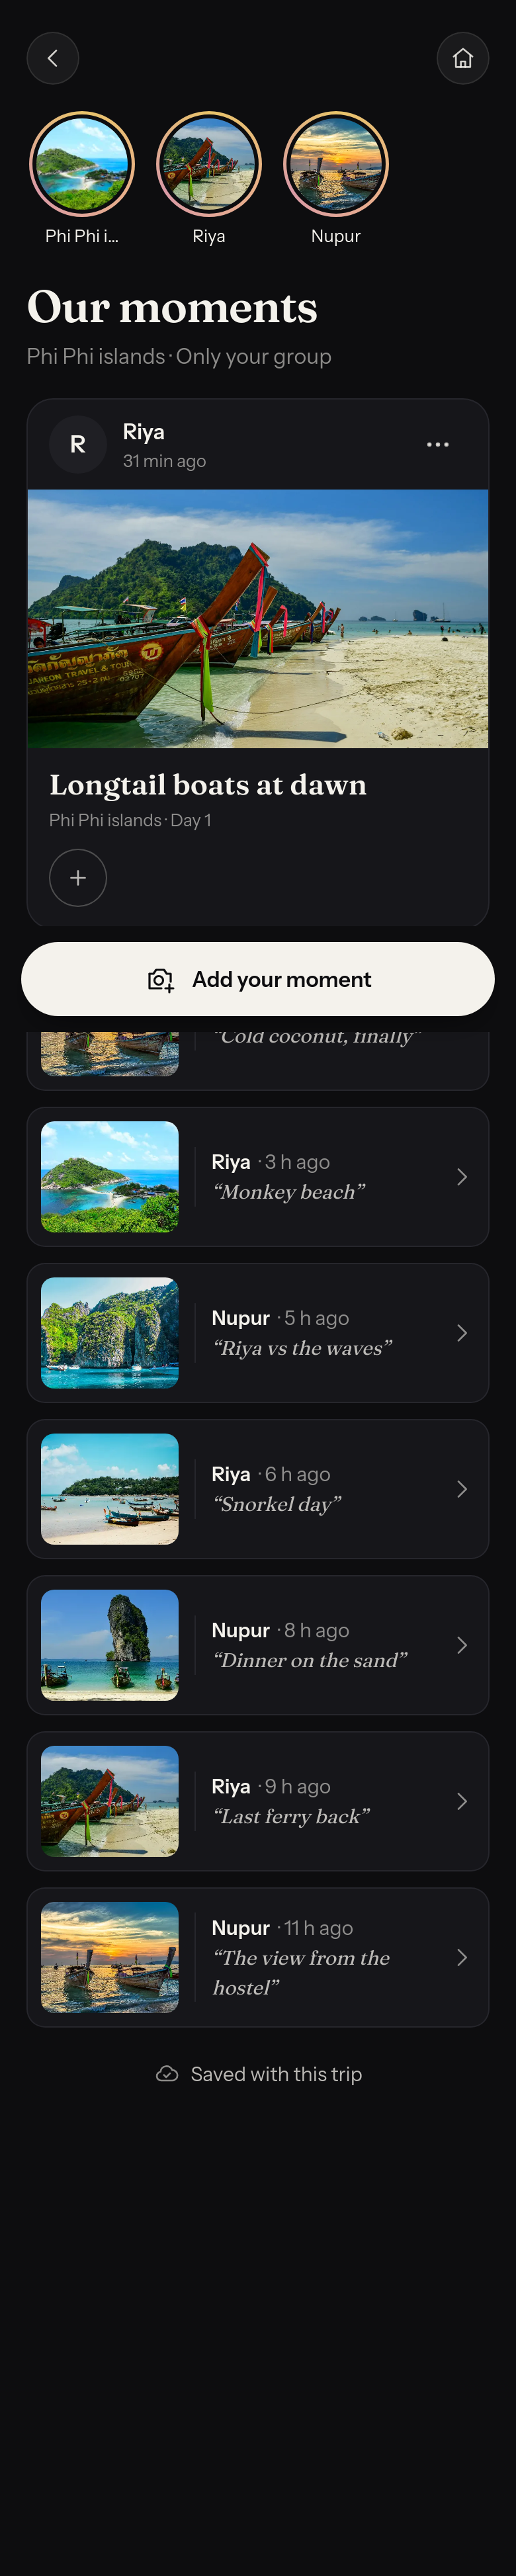 Phi Phi i...
Riya
Nupur
Our moments
Phi Phi islands · Only your group
R
Riya
31 min ago
Longtail boats at dawn
Phi Phi islands · Day 1
Add your moment
“Cold coconut, finally”
Riya · 3 h ago
“Monkey beach”
Nupur · 5 h ago
“Riya vs the waves”
Riya · 6 h ago
“Snorkel day”
Nupur · 8 h ago
“Dinner on the sand”
Riya · 9 h ago
“Last ferry back”
Nupur · 11 h ago
“The view from the
hostel”
Saved with this trip